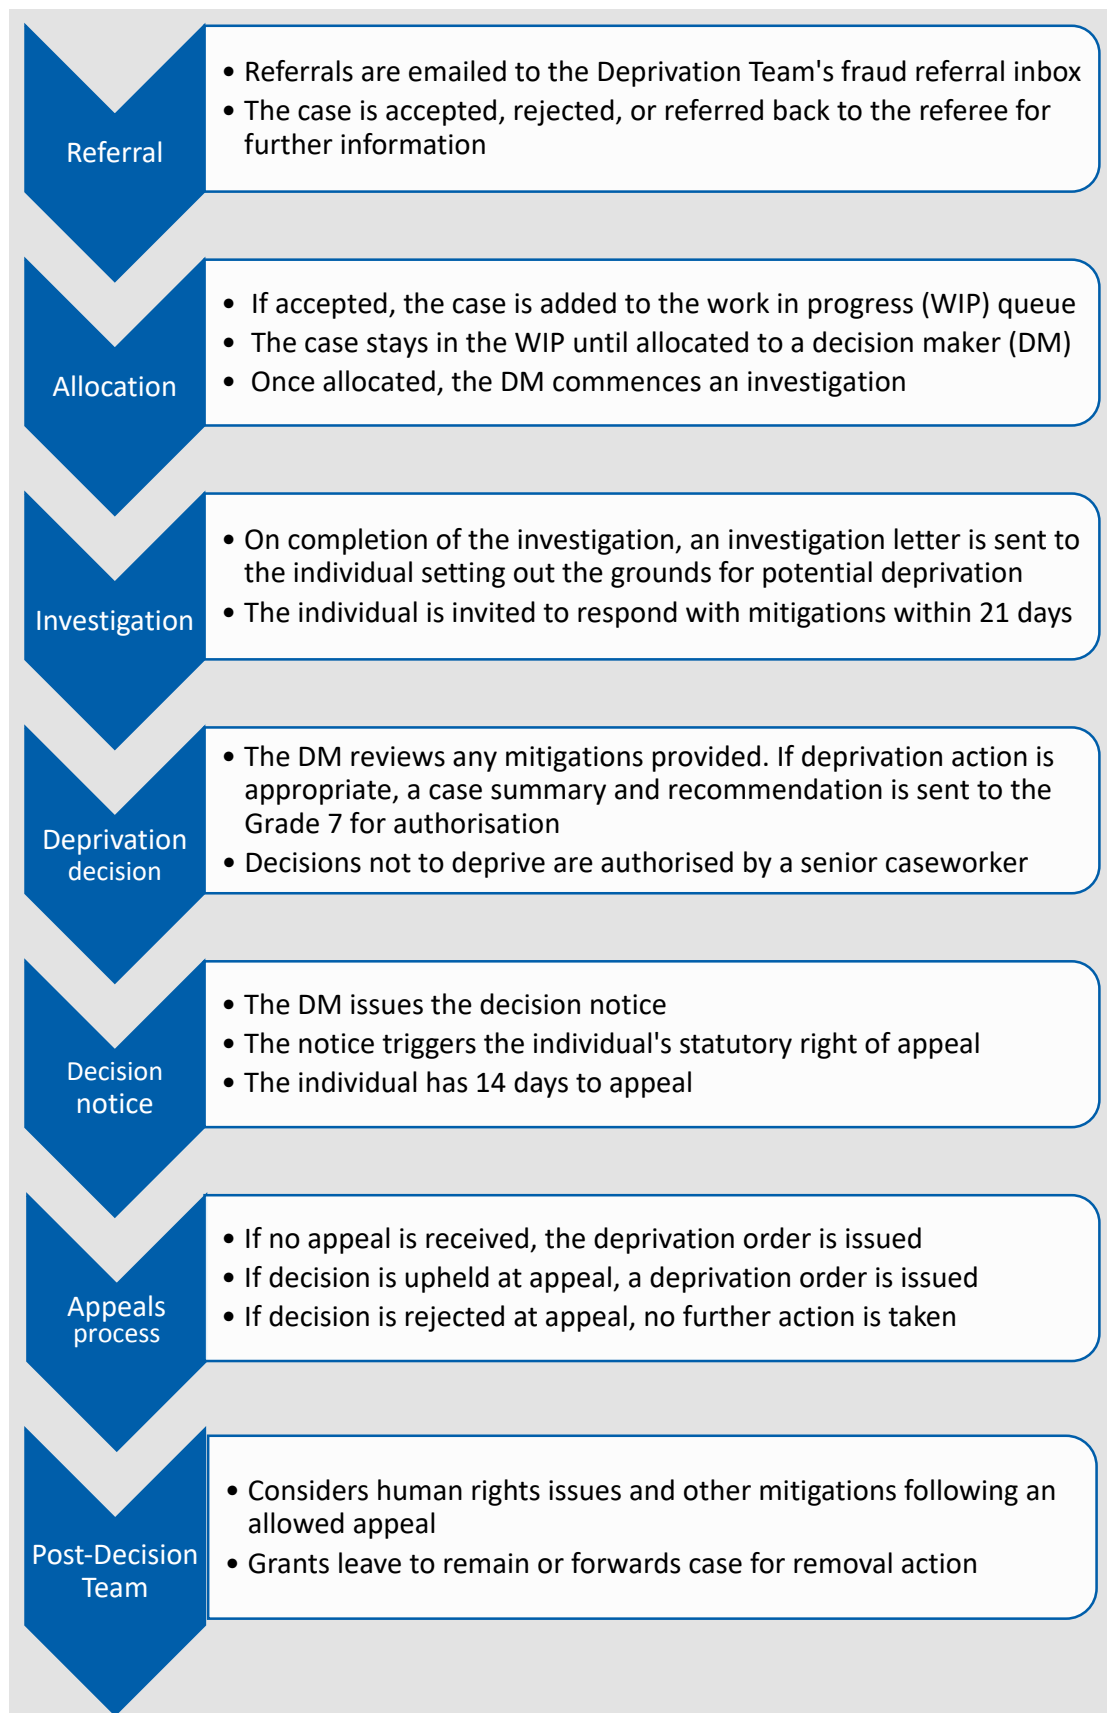 Referral
• Referrals are emailed to the Deprivation Team's fraud referral inbox
• The case is accepted, rejected, or referred back to the referee for
further information
Allocation
• If accepted, the case is added to the work in progress (WIP) queue
• The case stays in the WIP until allocated to a decision maker (DM)
• Once allocated, the DM commences an investigation
Investigation
• On completion of the investigation, an investigation letter is sent to
the individual setting out the grounds for potential deprivation
• The individual is invited to respond with mitigations within 21 days
Deprivation
decision
• The DM reviews any mitigations provided. If deprivation action is
appropriate, a case summary and recommendation is sent to the
Grade 7 for authorisation
• Decisions not to deprive are authorised by a senior caseworker
Decision
notice
• The DM issues the decision notice
• The notice triggers the individual's statutory right of appeal
• The individual has 14 days to appeal
Appeals
process
• If no appeal is received, the deprivation order is issued
• If decision is upheld at appeal, a deprivation order is issued
• If decision is rejected at appeal, no further action is taken
Post-Decision
Team
• Considers human rights issues and other mitigations following an
allowed appeal
• Grants leave to remain or forwards case for removal action